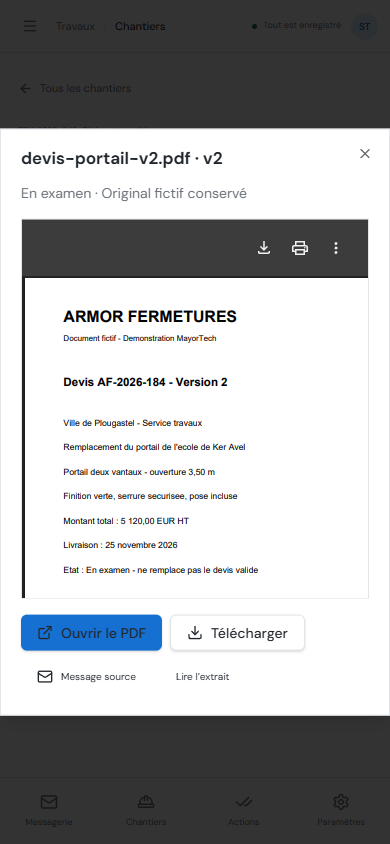 Travaux Chantiers
Tout est enregistré
ST
Tous les chantiers
devis-portail-v2.pdf · v2
En examen · Original fictif conservé
ARMOR FERMETURES
Document fictif - Demonstration MayorTech
Devis AF-2026-184 - Version 2
Ville de Plougastel - Service travaux
Remplacement du portail de l'ecole de Ker Avel
Portail deux vantaux - ouverture 3,50 m
Finition verte, serrure securisee, pose incluse
Montant total : 5 120,00 EUR HT
Livraison : 25 novembre 2026
Etat : En examen - ne remplace pas le devis valide
Ouvrir le PDF
Télécharger
Message source
Lire l'extrait
Messagerie
Chantiers
Actions
Paramètres